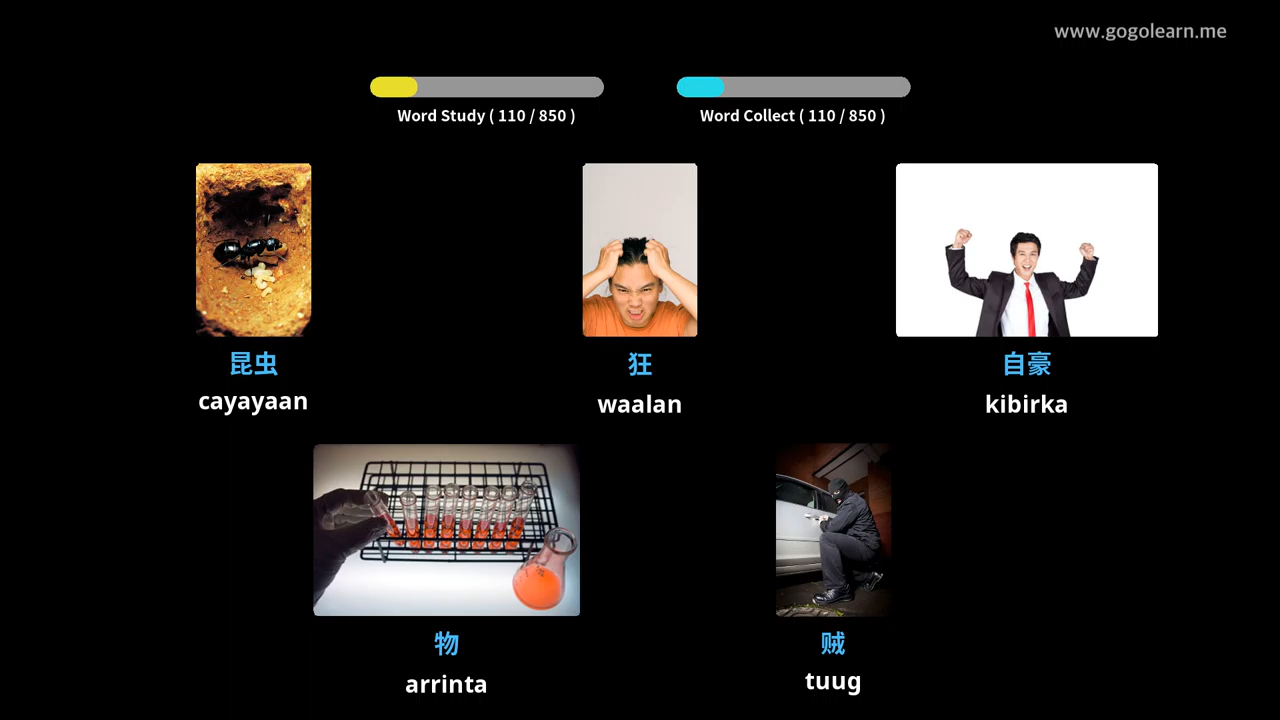 www.gogolearn.me
Word Study ( 110 / 850 )
Word Collect ( 110 / 850 )
昆虫
cayayaan
狂
waalan
自豪
kibirka
物
arrinta
贼
tuug